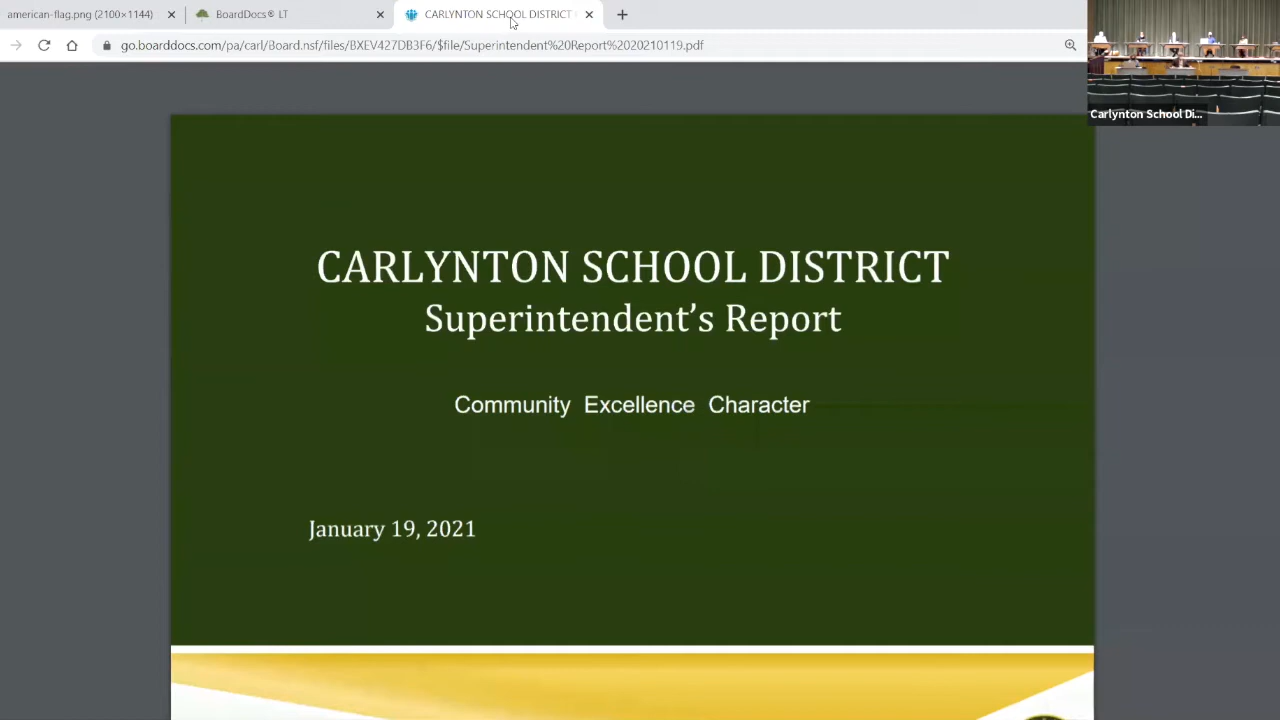 american-flag.png (2100×1144)
BoardDocs® LT
CARLYNTON SCHOOL DISTRICT
go.boarddocs.com/pa/carl/Board.nsf/files/BXEV427DB3F6/$file/Superintendent%20Report%2020210119.pdf
Carlynton School Di...
CARLYNTON SCHOOL DISTRICT
Superintendent's Report
Community Excellence Character
January 19, 2021